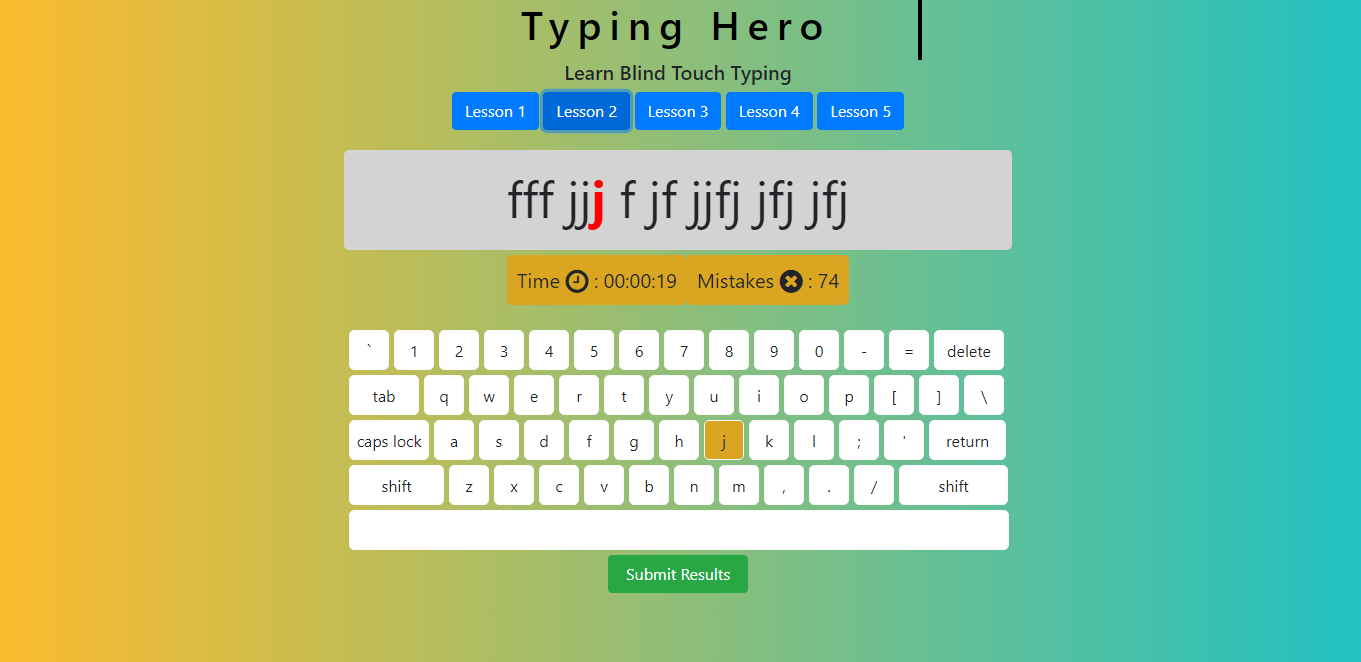 Typing Hero
Learn Blind Touch Typing
Lesson 1 Lesson 2 Lesson 3 Lesson 4 Lesson 5
fff jjj f jf jjfj jfj jfj
Time : 00:00:19 Mistakes : 74
` 1 2 3 4 5 6 7 8 9 0 - = delete
tab q w e r t y u i o p [ ] \
caps lock a s d f g h j k l ; ' return
shift z x c v b n m , . / shift
Submit Results